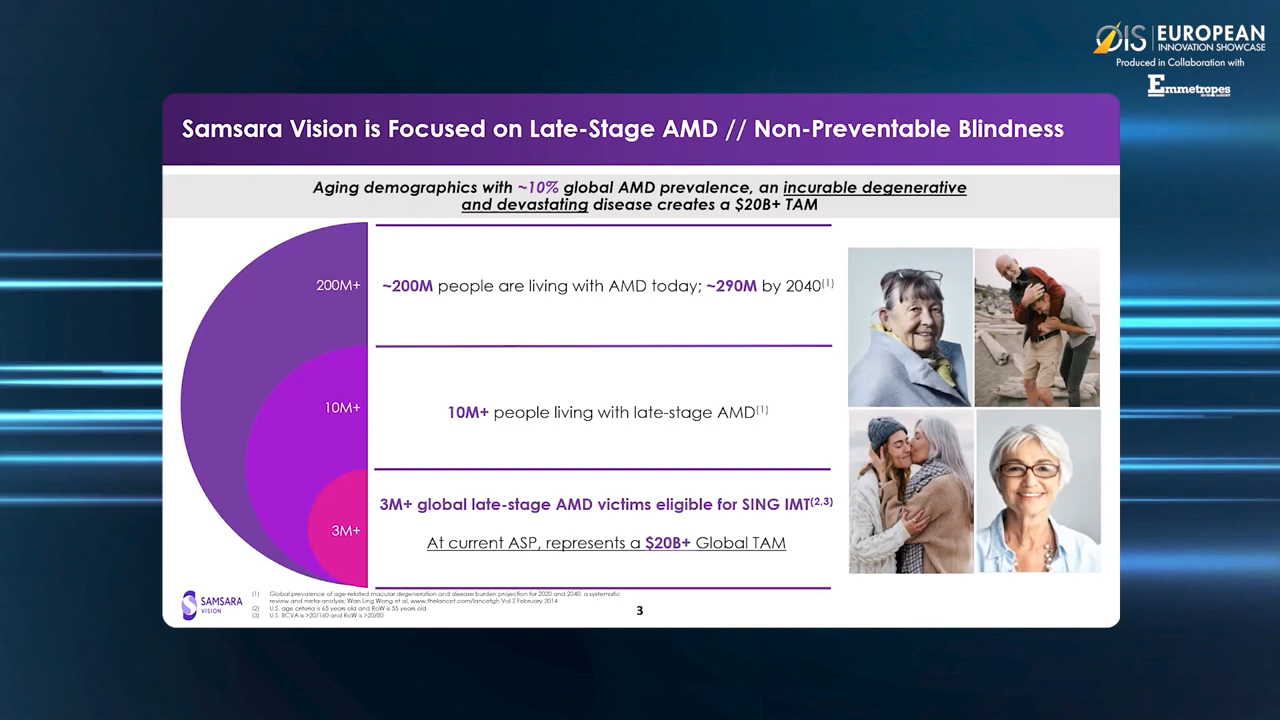 OIS EUROPEAN
INNOVATION SHOWCASE
Produced in Collaboration with
Emmetropes
Samsara Vision is Focused on Late-Stage AMD // Non-Preventable Blindness
Aging demographics with ~10% global AMD prevalence, an incurable degenerative
and devastating disease creates a $20B+ TAM
200M+
~200M people are living with AMD today; ~290M by 2040(1)
10M+
10M+ people living with late-stage AMD(1)
3M+ global late-stage AMD victims eligible for SING IMT(2,3)
3M+
At current ASP, represents a $20B+ Global TAM
SAMSARA
VISION
(1) Global prevalence of age-related macular degeneration and disease burden projection for 2020 and 2040: a systematic
review and meta-analysis; Wan Ling Wong et al. www.thelancet.com/lancetgh Vol 2 February 2014
(2) U.S. age criteria is 65 years old and RoW is 55 years old
(3) U.S. BCVA is >20/160 and RoW is >20/80
3